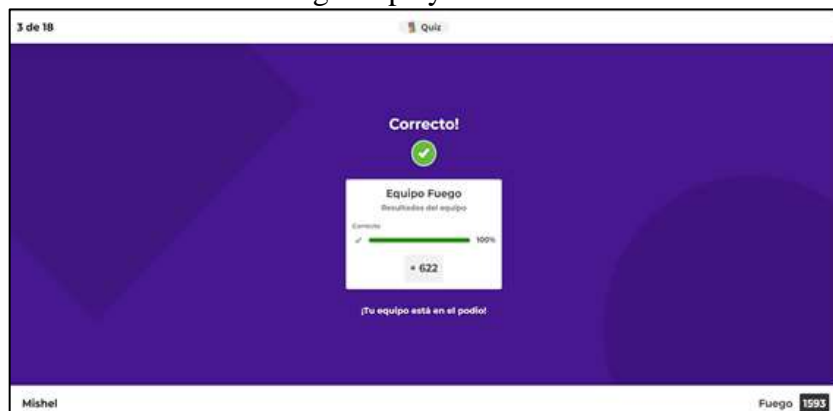 3 de 18
Quiz
Correcto!
Equipo Fuego
Resultados del equipo
Correcto
100%
+ 622
¡Tu equipo está en el podio!
Mishel
Fuego 1593